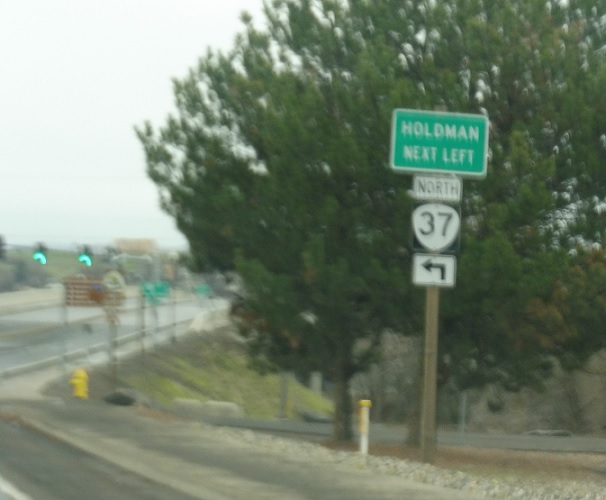 HOLDMAN
NEXT LEFT
NORTH
37